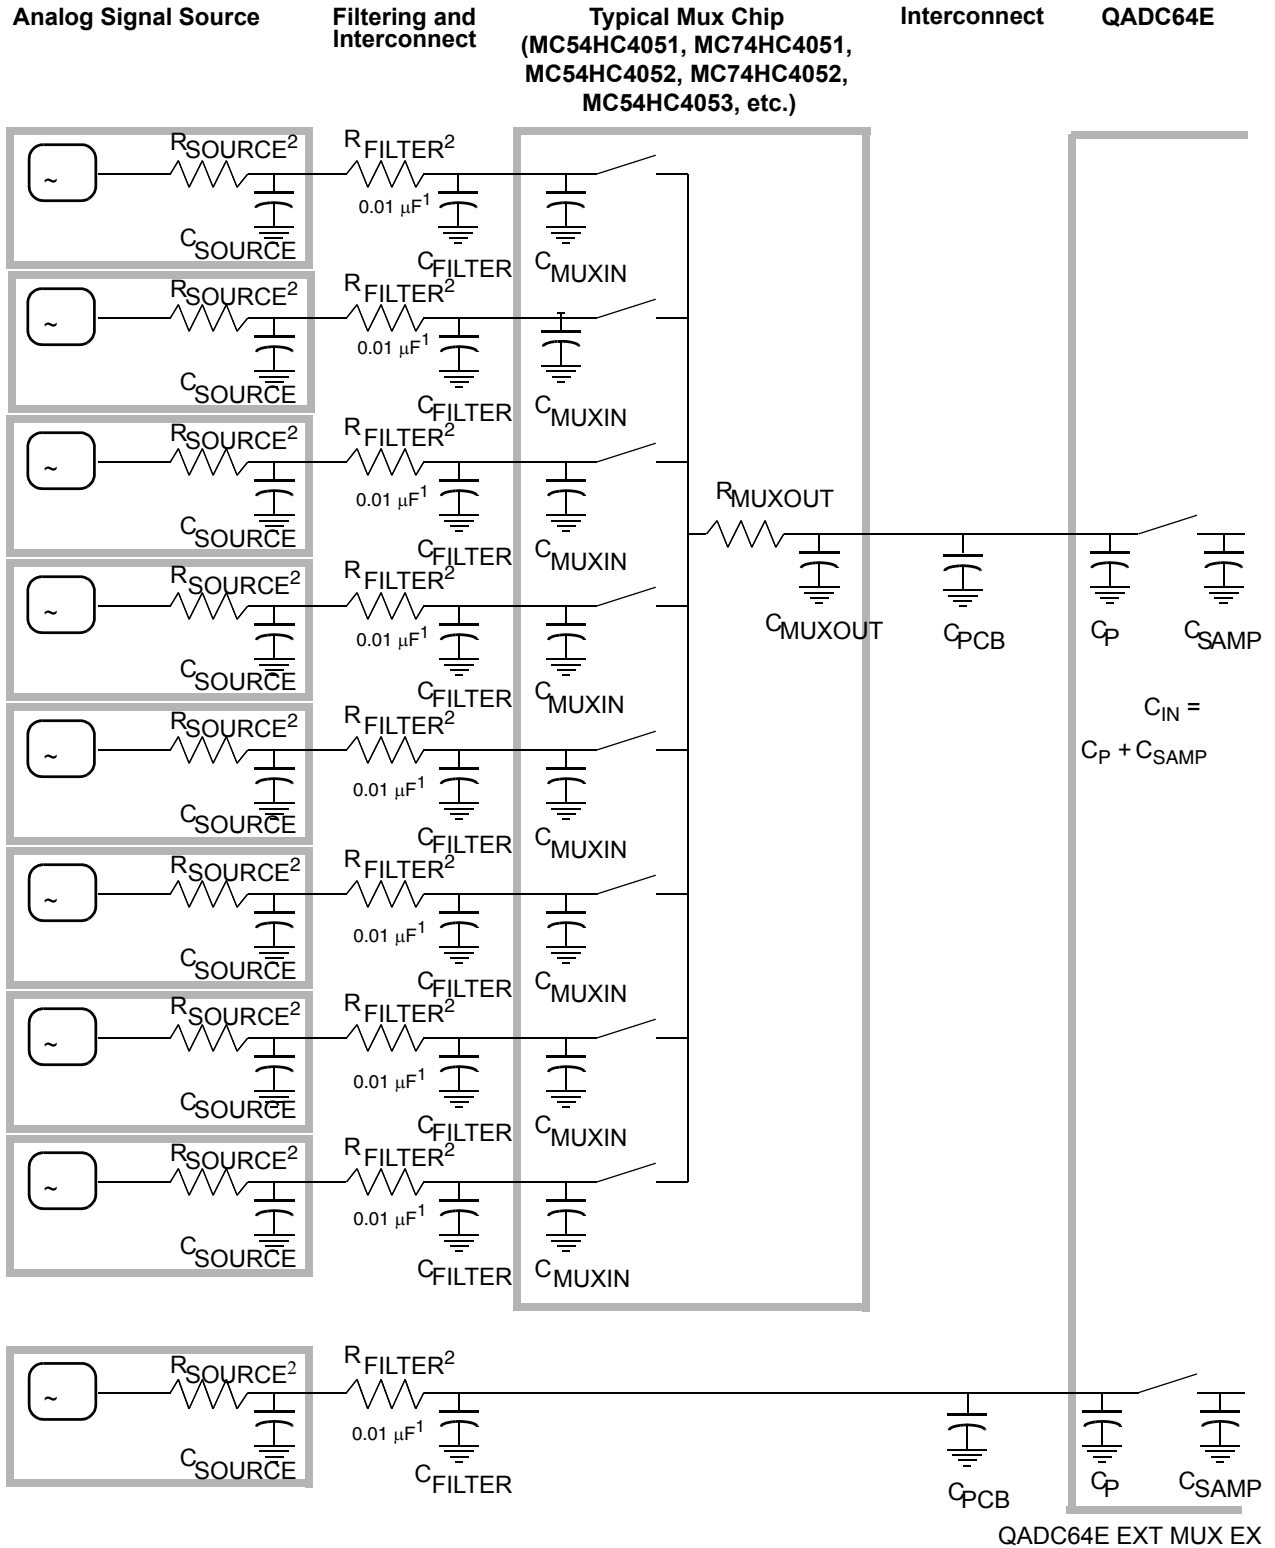 Analog Signal Source
Filtering and
Interconnect
Typical Mux Chip
(MC54HC4051, MC74HC4051,
MC54HC4052, MC74HC4052,
MC54HC4053, etc.)
Interconnect
QADC64E
~
RSOURCE2
CSOURCE
RFILTER2
0.01 μF1
CFILTER
CMUXIN
~
RSOURCE2
CSOURCE
RFILTER2
0.01 μF1
CFILTER
CMUXIN
~
RSOURCE2
CSOURCE
RFILTER2
0.01 μF1
CFILTER
CMUXIN
~
RSOURCE2
CSOURCE
RFILTER2
0.01 μF1
CFILTER
CMUXIN
~
RSOURCE2
CSOURCE
RFILTER2
0.01 μF1
CFILTER
CMUXIN
~
RSOURCE2
CSOURCE
RFILTER2
0.01 μF1
CFILTER
CMUXIN
~
RSOURCE2
CSOURCE
RFILTER2
0.01 μF1
CFILTER
CMUXIN
~
RSOURCE2
CSOURCE
RFILTER2
0.01 μF1
CFILTER
CMUXIN
RMUXOUT
CMUXOUT
CPCB
CP
CSAMP
CIN =
CP + CSAMP
~
RSOURCE2
CSOURCE
RFILTER2
0.01 μF1
CFILTER
CPCB
CP
CSAMP
QADC64E EXT MUX EX